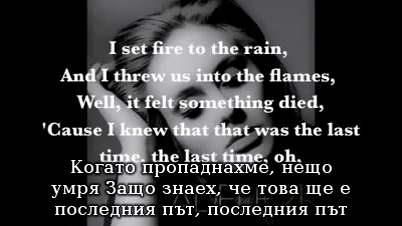 I set fire to the rain,
And I threw us into the flames,
Well, it felt something died,
'Cause I knew that that was the last
time, the last time, oh,
Когато пропаднахме, нещо
умря Защо знаех, че това ще е
последния път, последния път